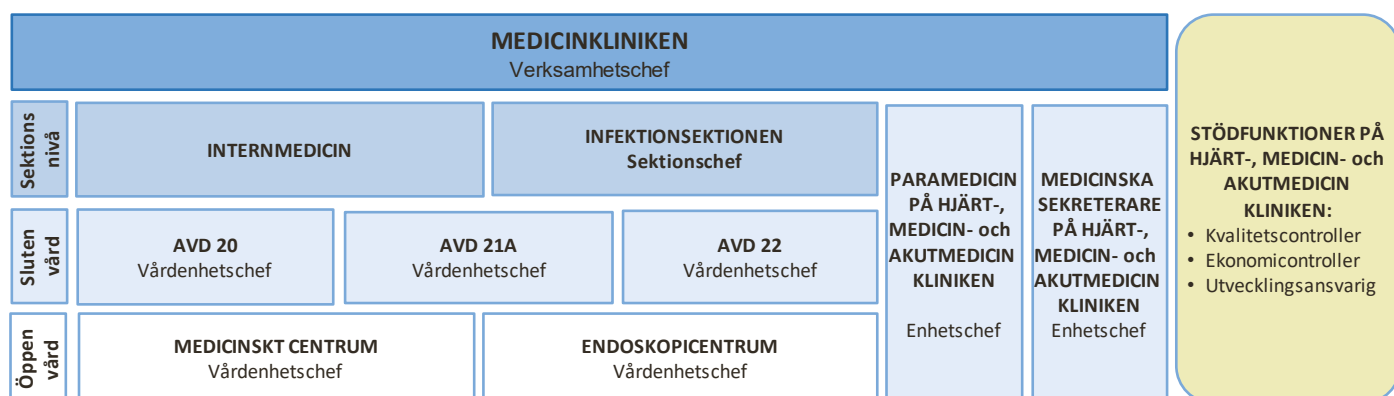 MEDICINKLINIKEN
Verksamhetschef
Sektions
nivå
INTERNMEDICIN
INFEKTIONSEKTIONEN
Sektionschef
Sluten
vård
AVD 20
Vårdenhetschef
AVD 21A
Vårdenhetschef
AVD 22
Vårdenhetschef
Öppen
vård
MEDICINSKT CENTRUM
Vårdenhetschef
ENDOSKOPICENTRUM
Vårdenhetschef
PARAMEDICIN
PÅ HJÄRT-,
MEDICIN- och
AKUTMEDICIN
KLINIKEN
Enhetschef
MEDICINSKA
SEKRETERARE
PÅ HJÄRT-,
MEDICIN- och
AKUTMEDICIN
KLINIKEN
Enhetschef
STÖDFUNKTIONER PÅ
HJÄRT-, MEDICIN- och
AKUTMEDICIN
KLINIKEN:
• Kvalitetscontroller
• Ekonomicontroller
• Utvecklingsansvarig